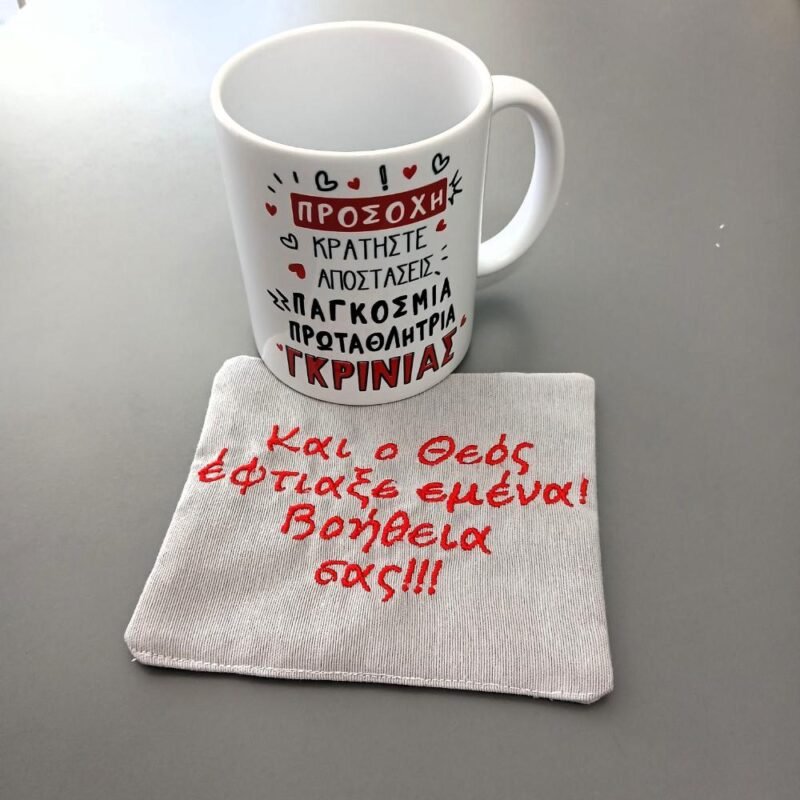 !
ΠΡΟΣΟΧΗ
ΚΡΑΤΗΣΤΕ
ΑΠΟΣΤΑΣΕΙΣ
ΠΑΓΚΟΣΜΙΑ
ΠΡΩΤΑΘΛΗΤΡΙΑ
ΓΚΡΙΝΙΑΣ
Και ο Θεός
έφτιαξε εμένα!
Βοήθεια
σας!!!